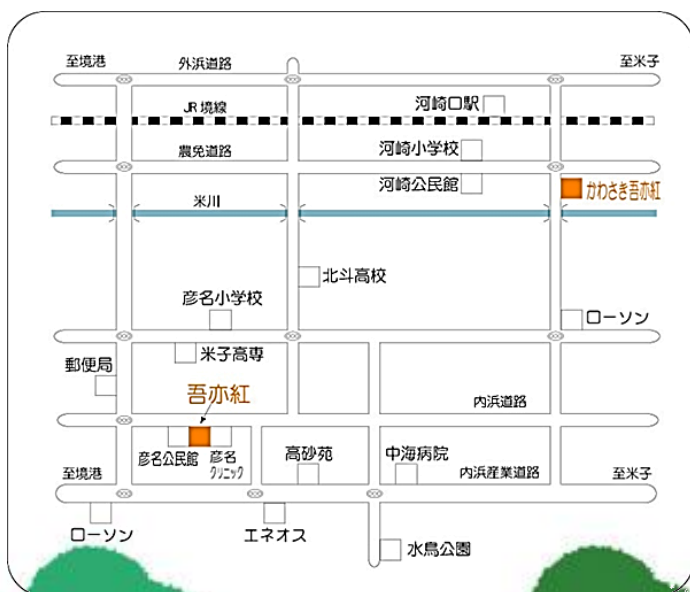 至境港
外浜道路
至米子
JR境線
河崎口駅
農免道路
河崎小学校
河崎公民館
かわさき吾亦紅
米川
北斗高校
彦名小学校
ローソン
米子高専
郵便局
吾亦紅
内浜道路
彦名公民館
彦名
クリニック
高砂苑
中海病院
至境港
内浜産業道路
至米子
ローソン
エネオス
水鳥公園